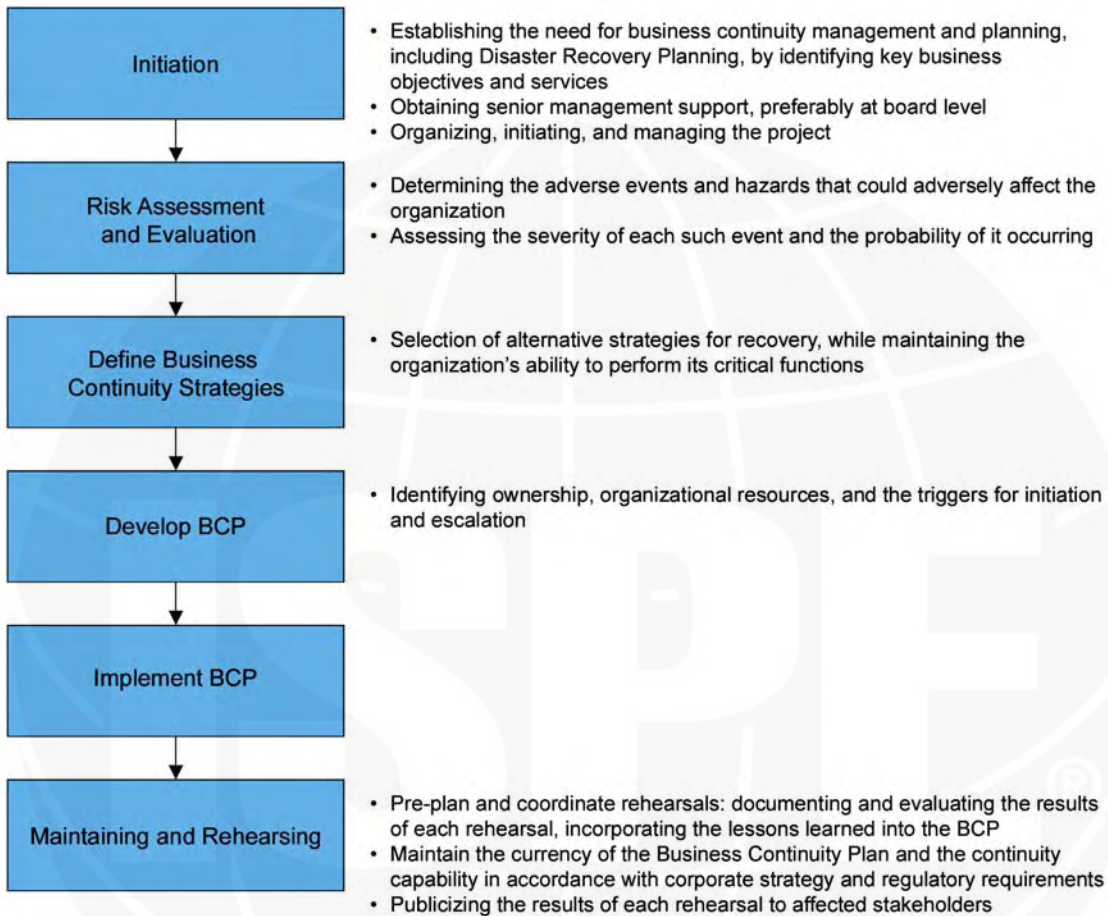 Initiation
• Establishing the need for business continuity management and planning,
including Disaster Recovery Planning, by identifying key business
objectives and services
• Obtaining senior management support, preferably at board level
• Organizing, initiating, and managing the project
Risk Assessment
and Evaluation
• Determining the adverse events and hazards that could adversely affect the
organization
• Assessing the severity of each such event and the probability of it occurring
Define Business
Continuity Strategies
• Selection of alternative strategies for recovery, while maintaining the
organization's ability to perform its critical functions
Develop BCP
• Identifying ownership, organizational resources, and the triggers for initiation
and escalation
Implement BCP
Maintaining and Rehearsing
• Pre-plan and coordinate rehearsals: documenting and evaluating the results
of each rehearsal, incorporating the lessons learned into the BCP
• Maintain the currency of the Business Continuity Plan and the continuity
capability in accordance with corporate strategy and regulatory requirements
• Publicizing the results of each rehearsal to affected stakeholders
ISPE
®